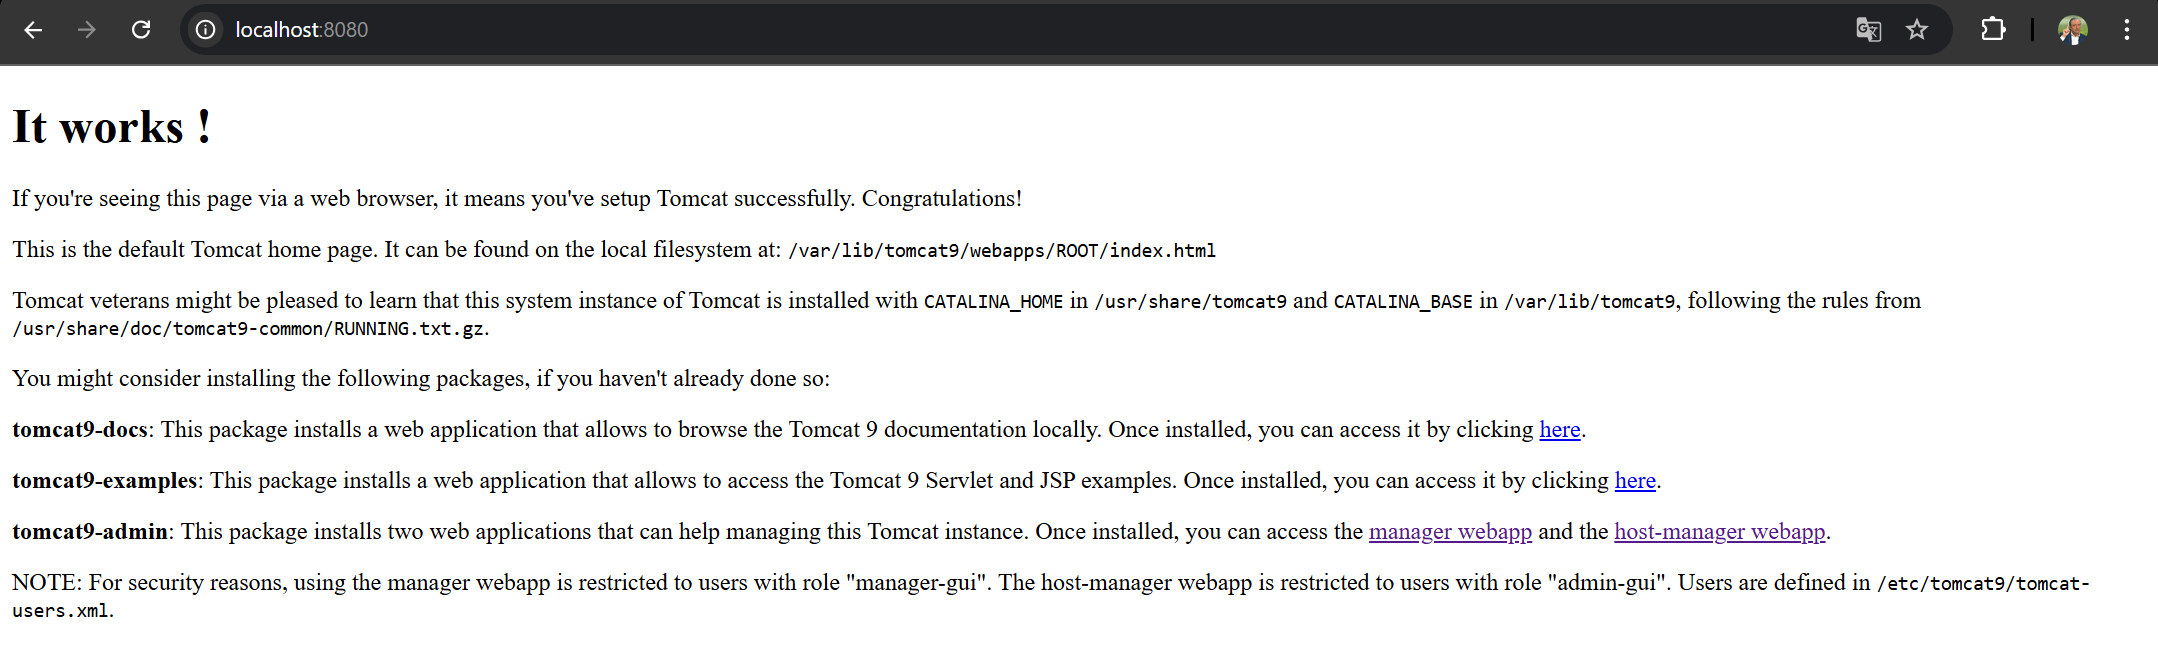 localhost:8080
It works !
If you're seeing this page via a web browser, it means you've setup Tomcat successfully. Congratulations!
This is the default Tomcat home page. It can be found on the local filesystem at: /var/lib/tomcat9/webapps/ROOT/index.html
Tomcat veterans might be pleased to learn that this system instance of Tomcat is installed with CATALINA_HOME in /usr/share/tomcat9 and CATALINA_BASE in /var/lib/tomcat9, following the rules from
/usr/share/doc/tomcat9-common/RUNNING.txt.gz.
You might consider installing the following packages, if you haven't already done so:
tomcat9-docs: This package installs a web application that allows to browse the Tomcat 9 documentation locally. Once installed, you can access it by clicking here.
tomcat9-examples: This package installs a web application that allows to access the Tomcat 9 Servlet and JSP examples. Once installed, you can access it by clicking here.
tomcat9-admin: This package installs two web applications that can help managing this Tomcat instance. Once installed, you can access the manager webapp and the host-manager webapp.
NOTE: For security reasons, using the manager webapp is restricted to users with role "manager-gui". The host-manager webapp is restricted to users with role "admin-gui". Users are defined in /etc/tomcat9/tomcat-
users.xml.